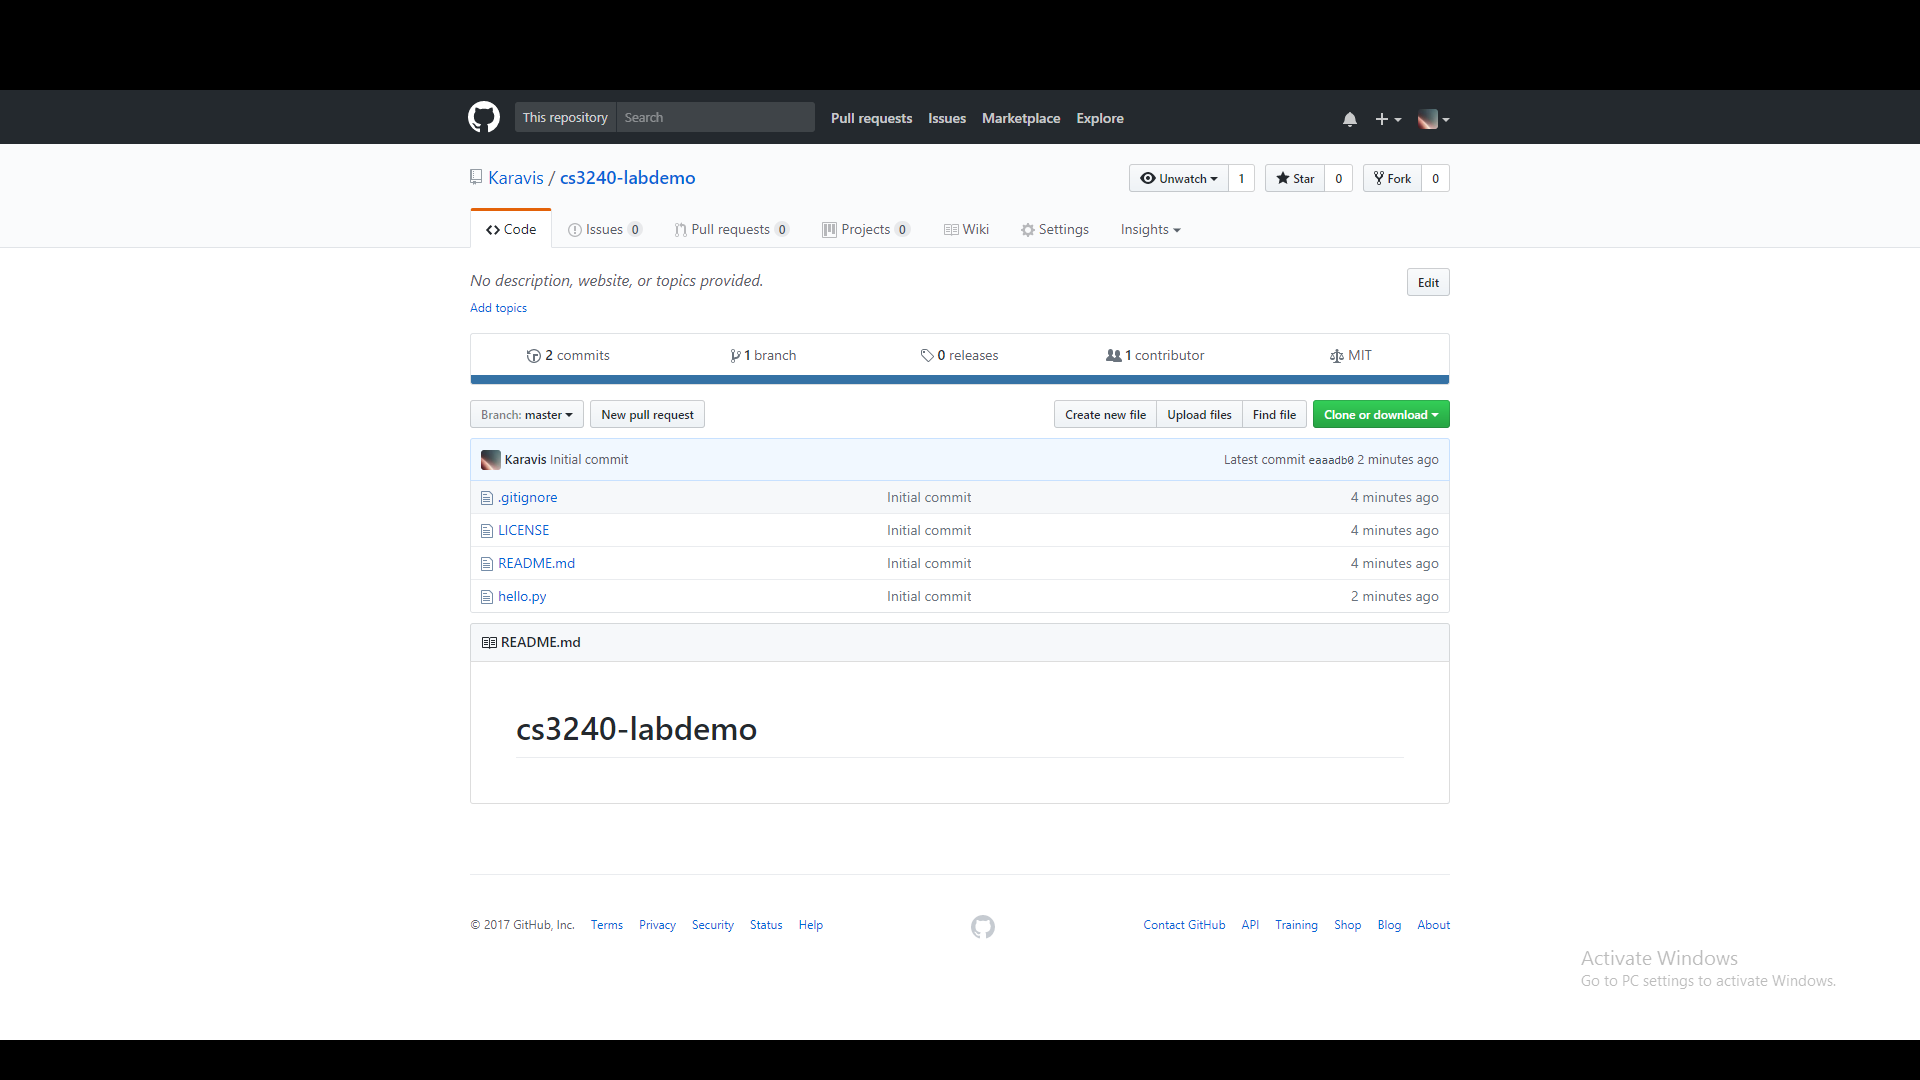 This repository Search Pull requests Issues Marketplace Explore
Karavis / cs3240-labdemo Unwatch 1 Star 0 Fork 0
Code Issues 0 Pull requests 0 Projects 0 Wiki Settings Insights
No description, website, or topics provided. Edit
Add topics
2 commits 1 branch 0 releases 1 contributor MIT
Branch: master New pull request Create new file Upload files Find file Clone or download
Karavis Initial commit Latest commit eaaadb0 2 minutes ago
.gitignore Initial commit 4 minutes ago
LICENSE Initial commit 4 minutes ago
README.md Initial commit 4 minutes ago
hello.py Initial commit 2 minutes ago
README.md
cs3240-labdemo
© 2017 GitHub, Inc. Terms Privacy Security Status Help Contact GitHub API Training Shop Blog About
Activate Windows
Go to PC settings to activate Windows.